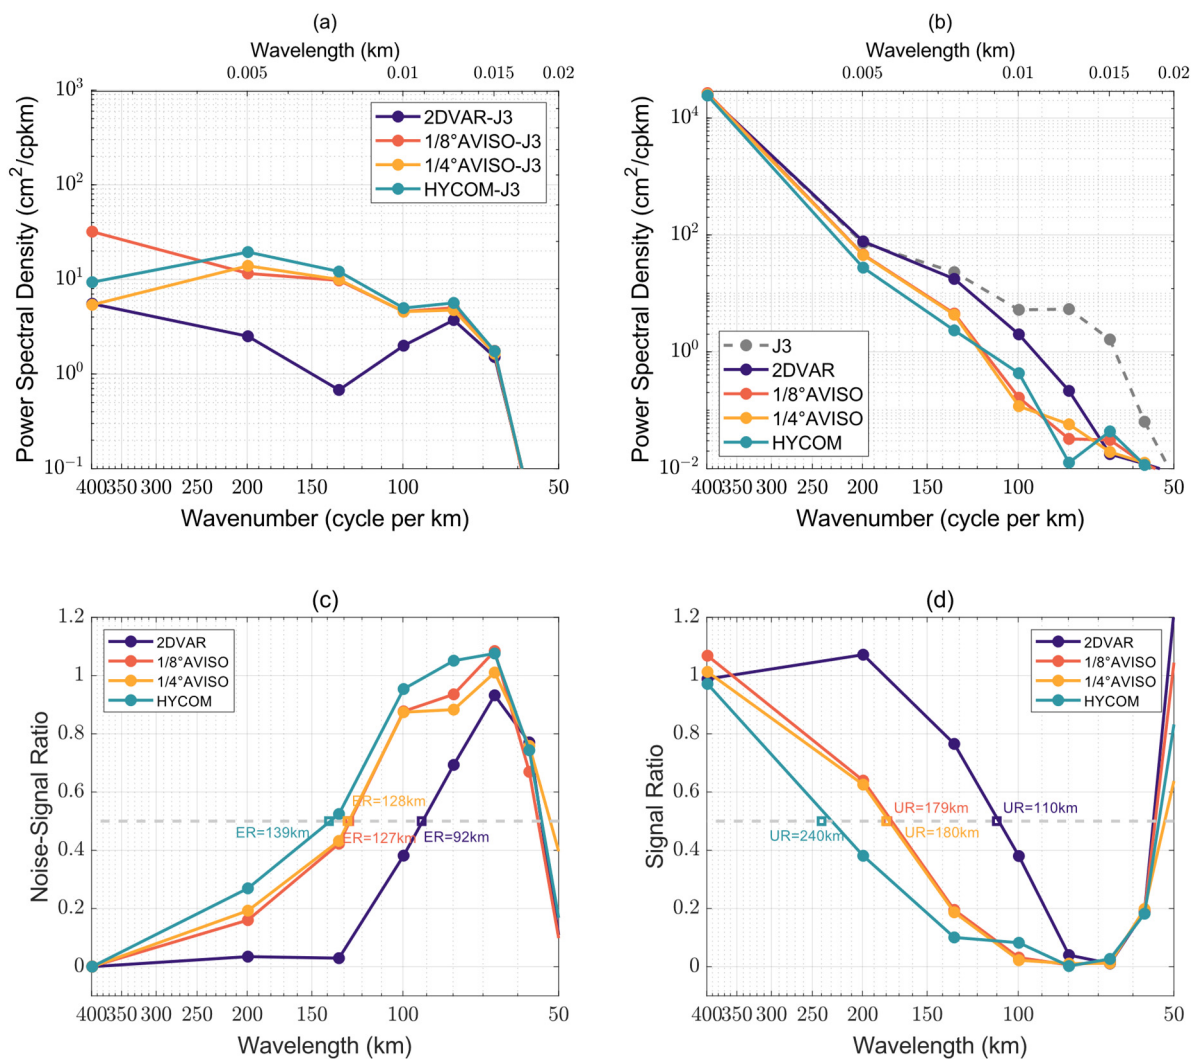 (a)
Wavelength (km)
0.005 0.01 0.015 0.02
10³
10²
10¹
10⁰
10⁻¹
Power Spectral Density (cm²/cpkm)
2DVAR-J3
1/8°AVISO-J3
1/4°AVISO-J3
HYCOM-J3
400 350 300 250 200 150 100 50
Wavenumber (cycle per km)
(b)
Wavelength (km)
0.005 0.01 0.015 0.02
10⁴
10²
10⁰
10⁻²
Power Spectral Density (cm²/cpkm)
J3
2DVAR
1/8°AVISO
1/4°AVISO
HYCOM
400 350 300 250 200 150 100 50
Wavenumber (cycle per km)
(c)
1.2
1
0.8
0.6
0.4
0.2
0
Noise-Signal Ratio
2DVAR
1/8°AVISO
1/4°AVISO
HYCOM
ER=128km
ER=139km
ER=127km
ER=92km
400 350 300 250 200 150 100 50
Wavelength (km)
(d)
1.2
1
0.8
0.6
0.4
0.2
0
Signal Ratio
2DVAR
1/8°AVISO
1/4°AVISO
HYCOM
UR=179km
UR=110km
UR=240km
UR=180km
400 350 300 250 200 150 100 50
Wavelength (km)